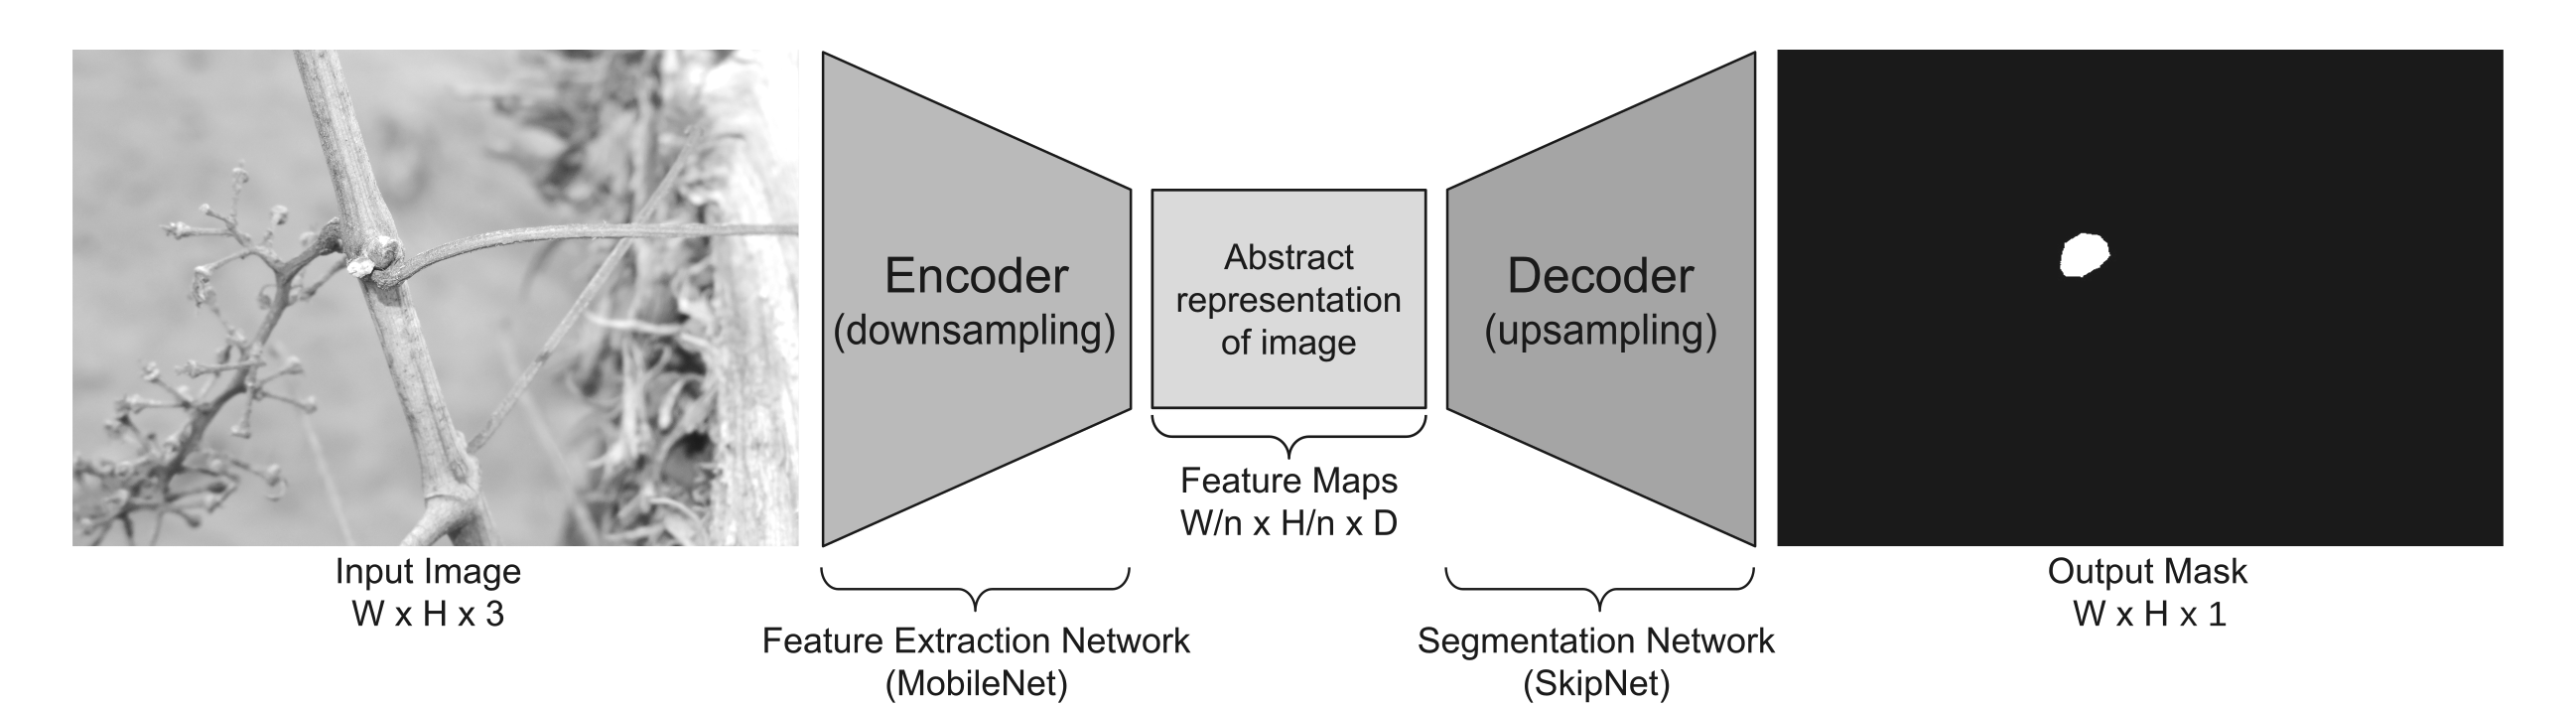 Input Image
W x H x 3
Encoder
(downsampling)
Feature Extraction Network
(MobileNet)
Abstract
representation
of image
Feature Maps
W/n x H/n x D
Decoder
(upsampling)
Segmentation Network
(SkipNet)
Output Mask
W x H x 1